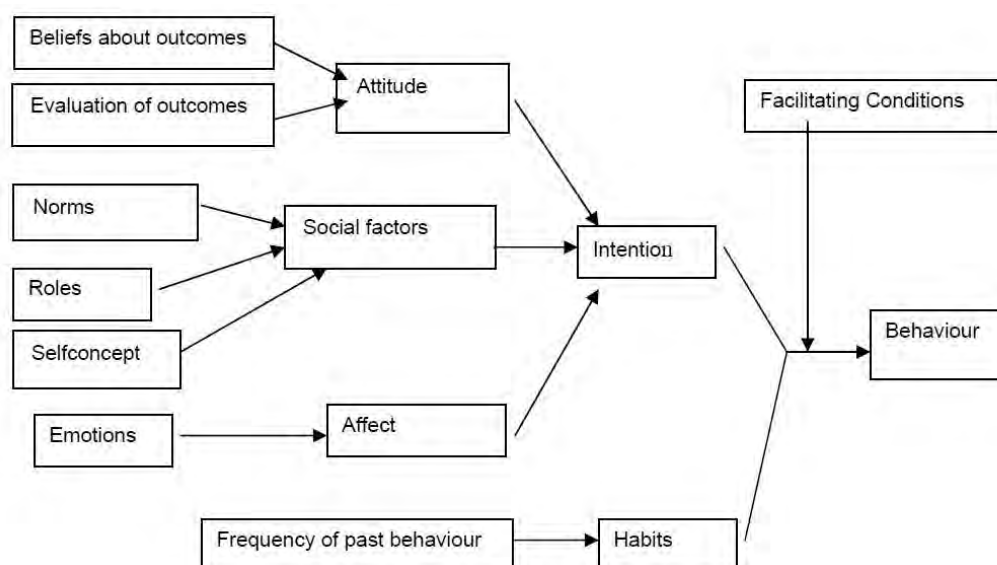 Beliefs about outcomes
Evaluation of outcomes
Attitude
Facilitating Conditions
Norms
Social factors
Roles
Selfconcept
Intention
Behaviour
Emotions
Affect
Frequency of past behaviour
Habits